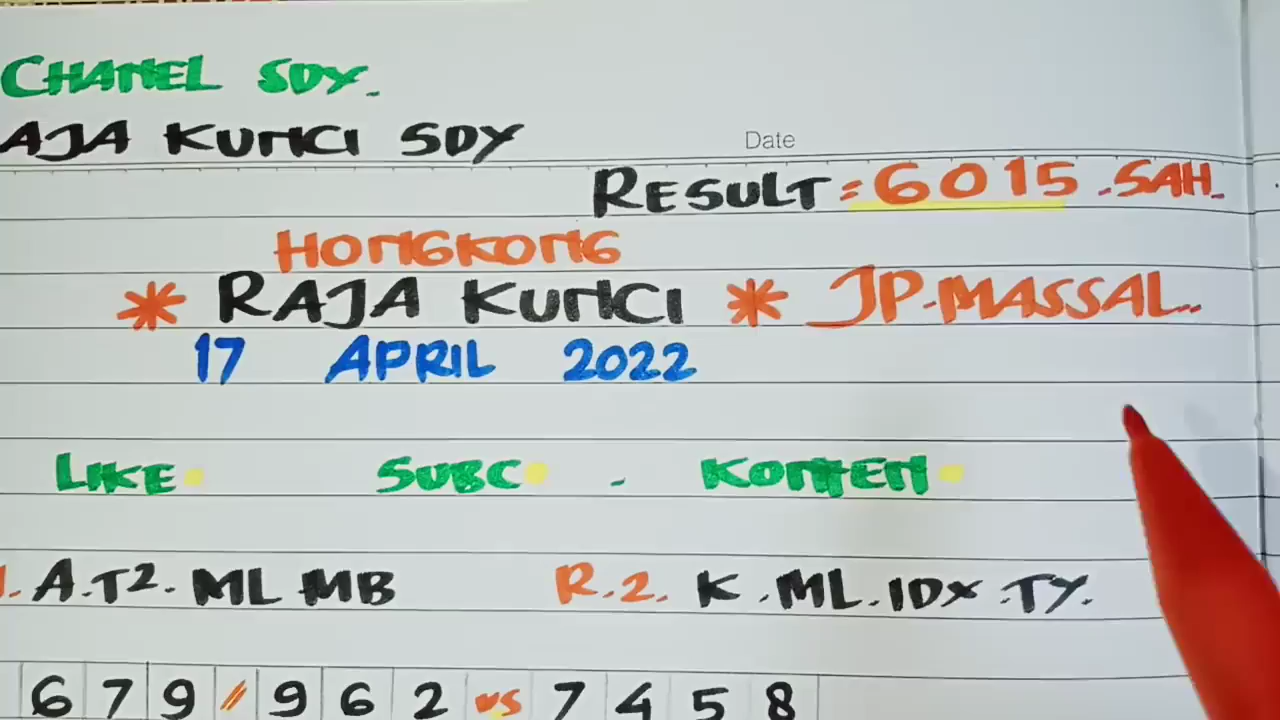 CHANEL SDY.
AJA KUNCI SDY
Date
RESULT = 6015.SAH.
HONGKONG
* RAJA KUNCI * JP.MASSAL..
17 APRIL 2022
LIKE SUBC - KONTEN
. A.T2.ML MB R.2. K.ML.IDX.TY.
6 7 9 // 9 6 2 vs 7 4 5 8